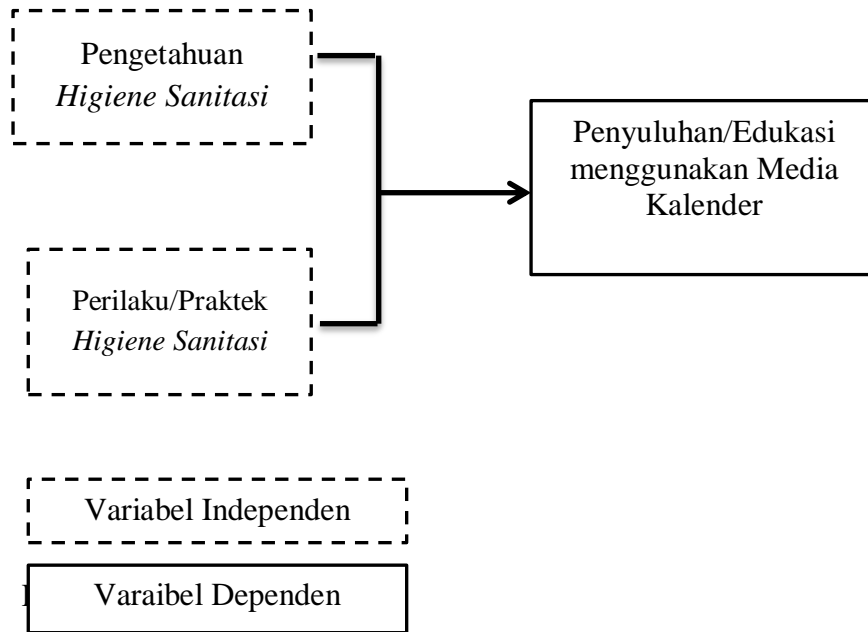 Pengetahuan
Higiene Sanitasi
Penyuluhan/Edukasi
menggunakan Media
Kalender
Perilaku/Praktek
Higiene Sanitasi
Variabel Independen
Varaibel Dependen